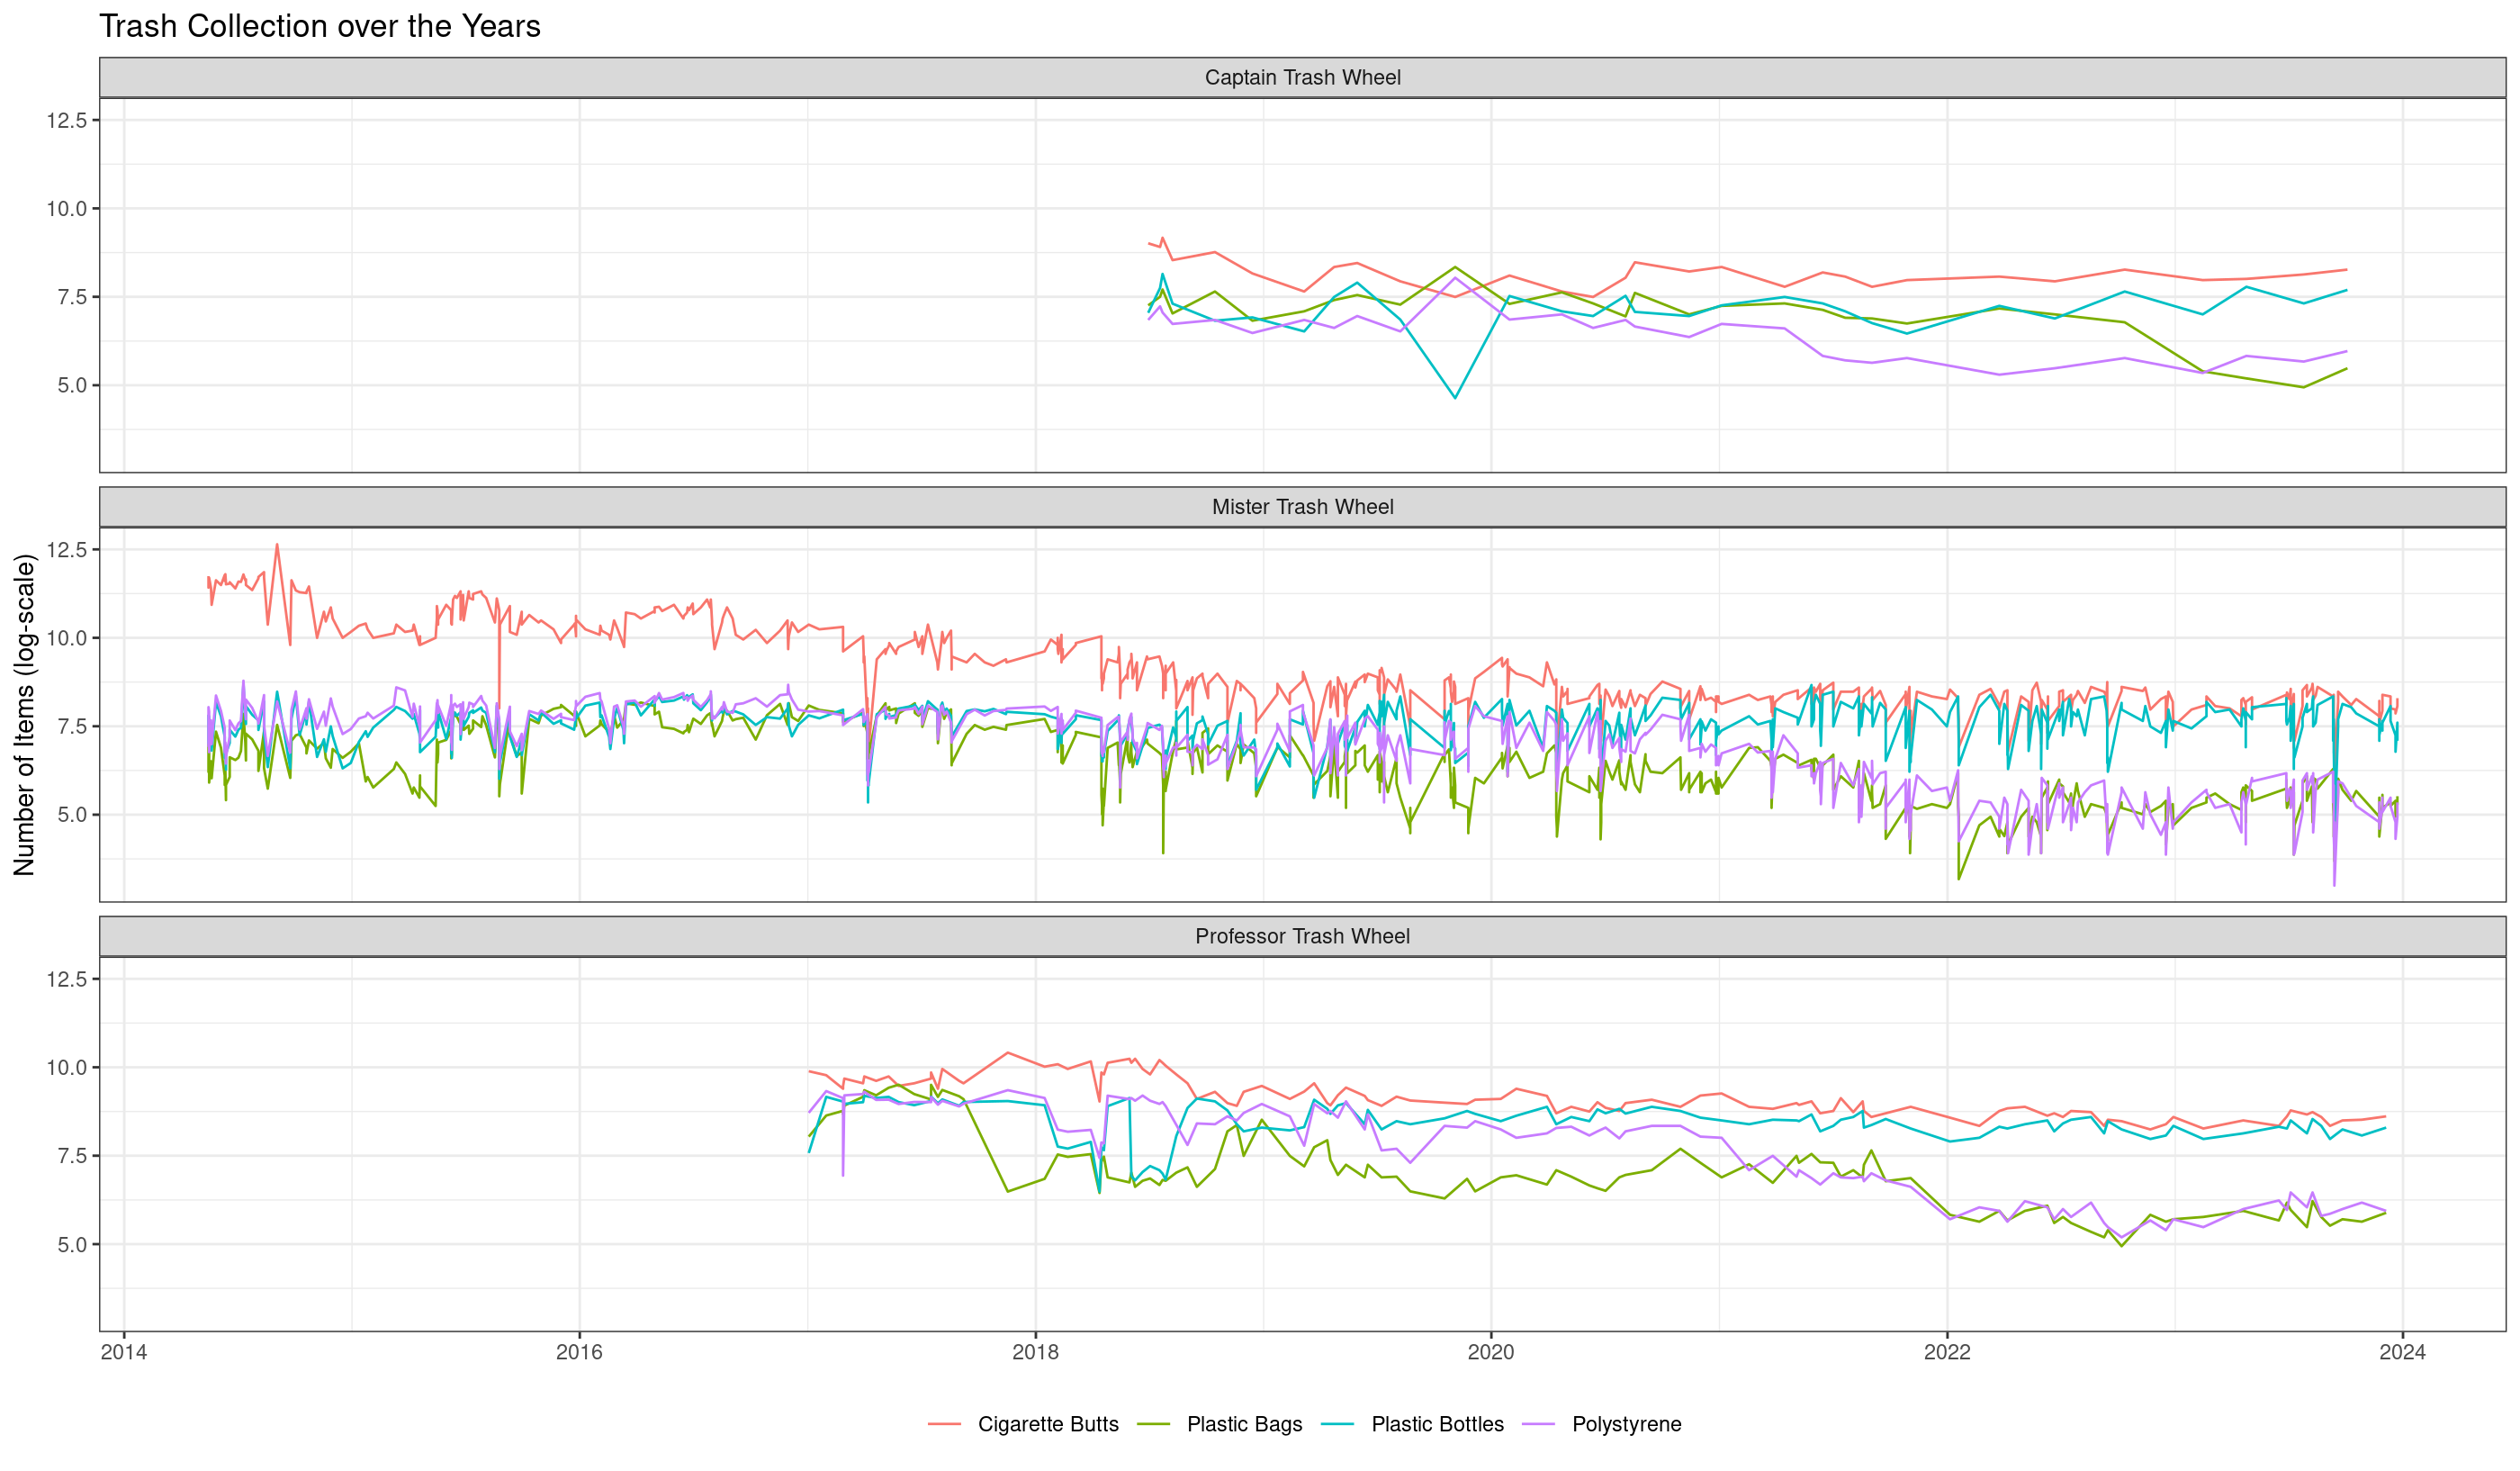 Trash Collection over the Years
Captain Trash Wheel
12.5
10.0
7.5
5.0
Mister Trash Wheel
12.5
10.0
7.5
5.0
Number of Items (log-scale)
Professor Trash Wheel
12.5
10.0
7.5
5.0
2014 2016 2018 2020 2022 2024
Cigarette Butts Plastic Bags Plastic Bottles Polystyrene